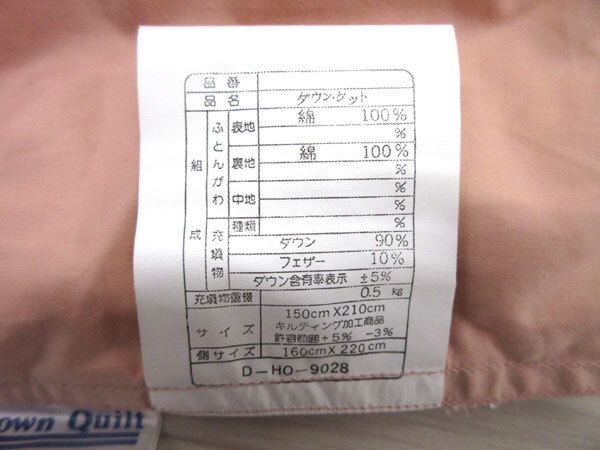 品番
品名 ダウン・ケット
組成
ふとんがわ
表地 綿 100%
%
裏地 綿 100%
%
中地 %
%
充填物
種類 %
ダウン 90%
フェザー 10%
ダウン含有率表示 ±5%
充填物重量 0.5 kg
サイズ 150cmX210cm
キルティング加工商品
許容範囲+5% -3%
側サイズ 160cmX220cm
D-HO-9028
own Quilt